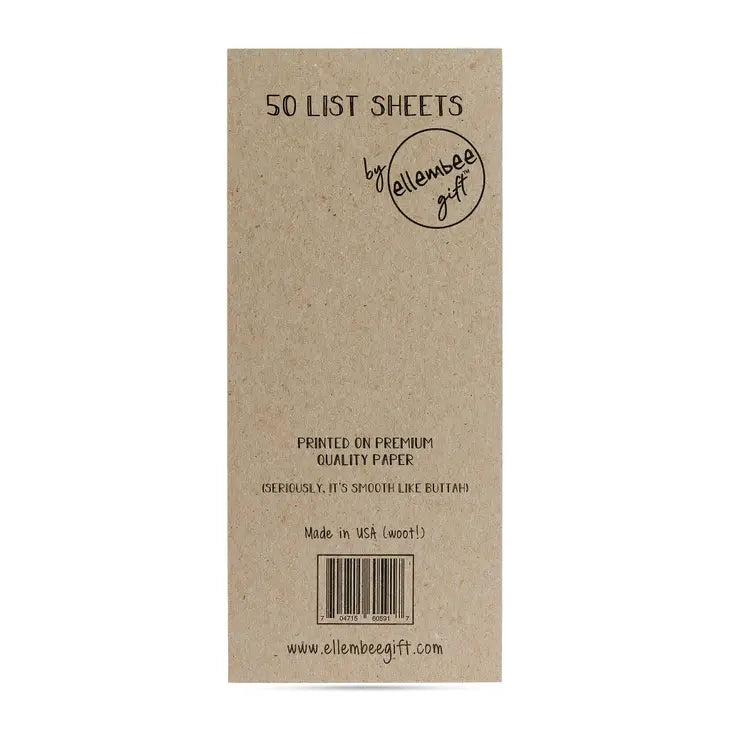 50 LIST SHEETS
by ellembee
gift™
PRINTED ON PREMIUM
QUALITY PAPER
(SERIOUSLY, IT'S SMOOTH LIKE BUTTAH)
Made in USA (woot!)
7 04715 60591 7
www.ellembeegift.com